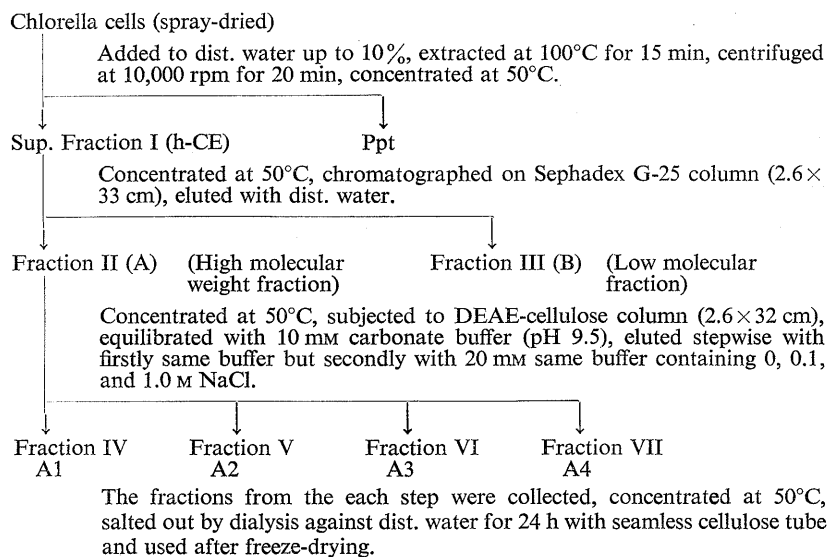 Chlorella cells (spray-dried)
Added to dist. water up to 10%, extracted at 100°C for 15 min, centrifuged
at 10,000 rpm for 20 min, concentrated at 50°C.
Sup. Fraction I (h-CE) Ppt
Concentrated at 50°C, chromatographed on Sephadex G-25 column (2.6×
33 cm), eluted with dist. water.
Fraction II (A) (High molecular Fraction III (B) (Low molecular
weight fraction) fraction)
Concentrated at 50°C, subjected to DEAE-cellulose column (2.6×32 cm),
equilibrated with 10 mM carbonate buffer (pH 9.5), eluted stepwise with
firstly same buffer but secondly with 20 mM same buffer containing 0, 0.1,
and 1.0 M NaCl.
Fraction IV Fraction V Fraction VI Fraction VII
A1 A2 A3 A4
The fractions from the each step were collected, concentrated at 50°C,
salted out by dialysis against dist. water for 24 h with seamless cellulose tube
and used after freeze-drying.